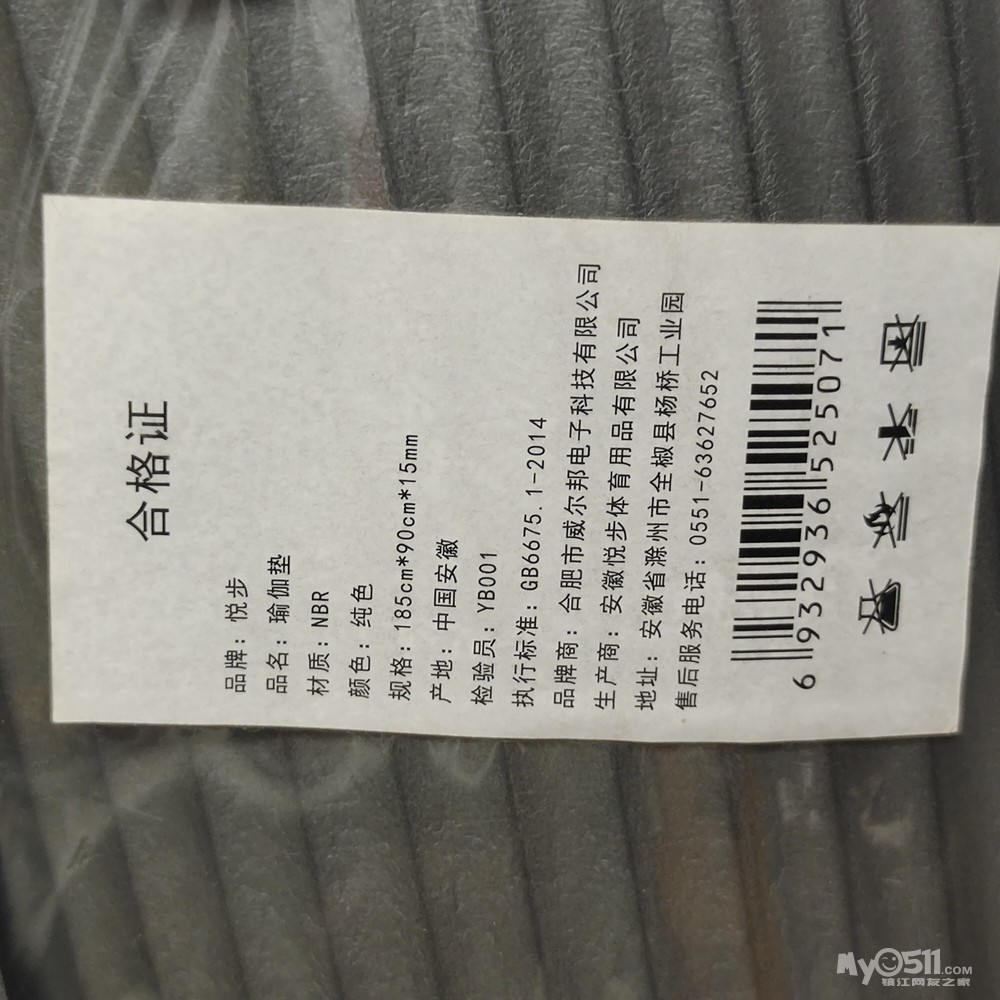 合格证
品牌：悦步
品名：瑜伽垫
材质：NBR
颜色：纯色
规格：185cm*90cm*15mm
产地：中国安徽
检验员：YB001
执行标准：GB6675.1-2014
品牌商：合肥市威尔邦电子科技有限公司
生产商：安徽悦步体育用品有限公司
地址：安徽省滁州市全椒县杨桥工业园
售后服务电话：0551-63627652
6932936525071
My0511.COM
镇江网友之家